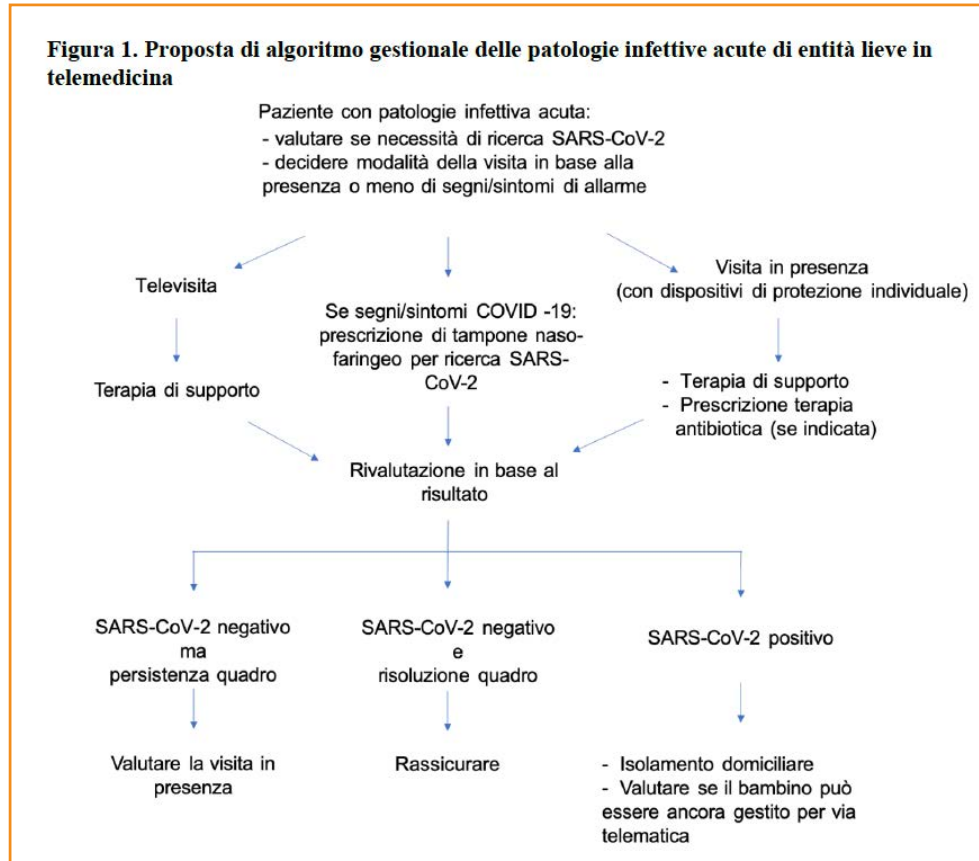 Figura 1. Proposta di algoritmo gestionale delle patologie infettive acute di entità lieve in
telemedicina
Paziente con patologie infettiva acuta:
- valutare se necessità di ricerca SARS-CoV-2
- decidere modalità della visita in base alla
presenza o meno di segni/sintomi di allarme
Televisita
Se segni/sintomi COVID -19:
prescrizione di tampone naso-
faringeo per ricerca SARS-
CoV-2
Visita in presenza
(con dispositivi di protezione individuale)
Terapia di supporto
- Terapia di supporto
- Prescrizione terapia
antibiotica (se indicata)
Rivalutazione in base al
risultato
SARS-CoV-2 negativo
ma
persistenza quadro
SARS-CoV-2 negativo
e
risoluzione quadro
SARS-CoV-2 positivo
Valutare la visita in
presenza
Rassicurare
- Isolamento domiciliare
- Valutare se il bambino può
essere ancora gestito per via
telematica